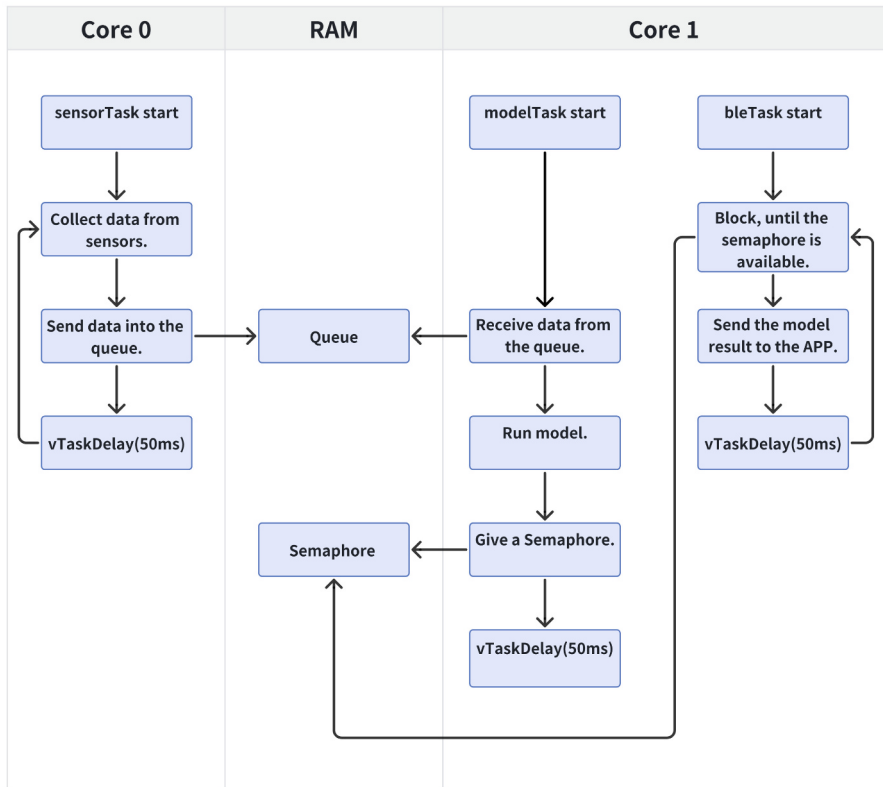 Core 0
RAM
Core 1
sensorTask start
modelTask start
bleTask start
Collect data from
sensors.
Block, until the
semaphore is
available.
Send data into the
queue.
Queue
Receive data from
the queue.
Send the model
result to the APP.
vTaskDelay(50ms)
Run model.
vTaskDelay(50ms)
Semaphore
Give a Semaphore.
vTaskDelay(50ms)